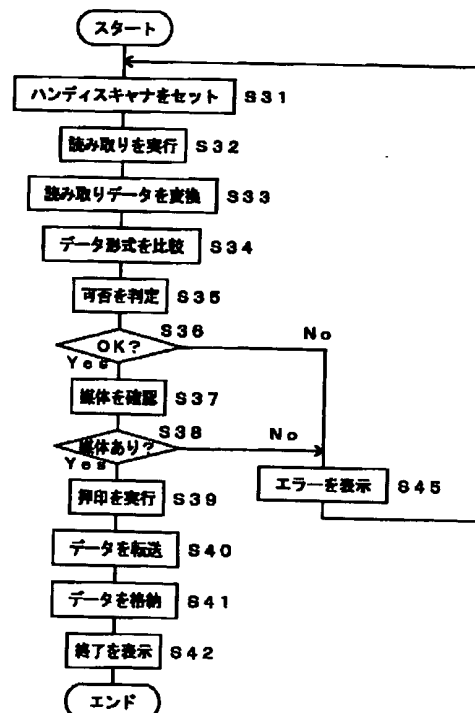 スタート
ハンディスキャナをセット S31
読み取りを実行 S32
読み取りデータを変換 S33
データ形式を比較 S34
可否を判定 S35
S36
OK? No
Yes
媒体を確認 S37
S38
媒体あり? No
Yes
押印を実行 S39
エラーを表示 S45
データを転送 S40
データを格納 S41
終了を表示 S42
エンド